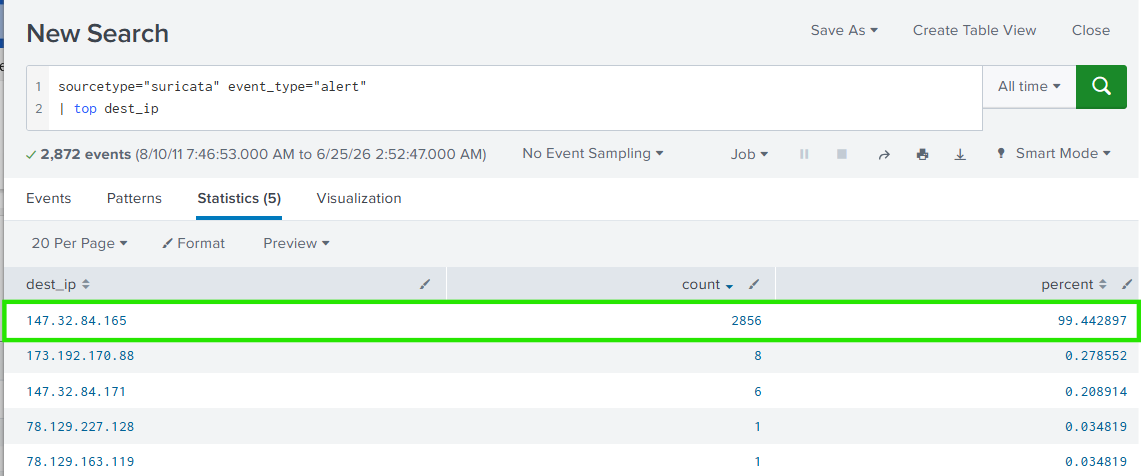 New Search
Save As ▾ Create Table View Close
1 sourcetype="suricata" event_type="alert"
2 | top dest_ip
All time ▾
✓ 2,872 events (8/10/11 7:46:53.000 AM to 6/25/26 2:52:47.000 AM) No Event Sampling ▾ Job ▾ Smart Mode ▾
Events Patterns Statistics (5) Visualization
20 Per Page ▾ Format Preview ▾
dest_ip count percent
147.32.84.165 2856 99.442897
173.192.170.88 8 0.278552
147.32.84.171 6 0.208914
78.129.227.128 1 0.034819
78.129.163.119 1 0.034819